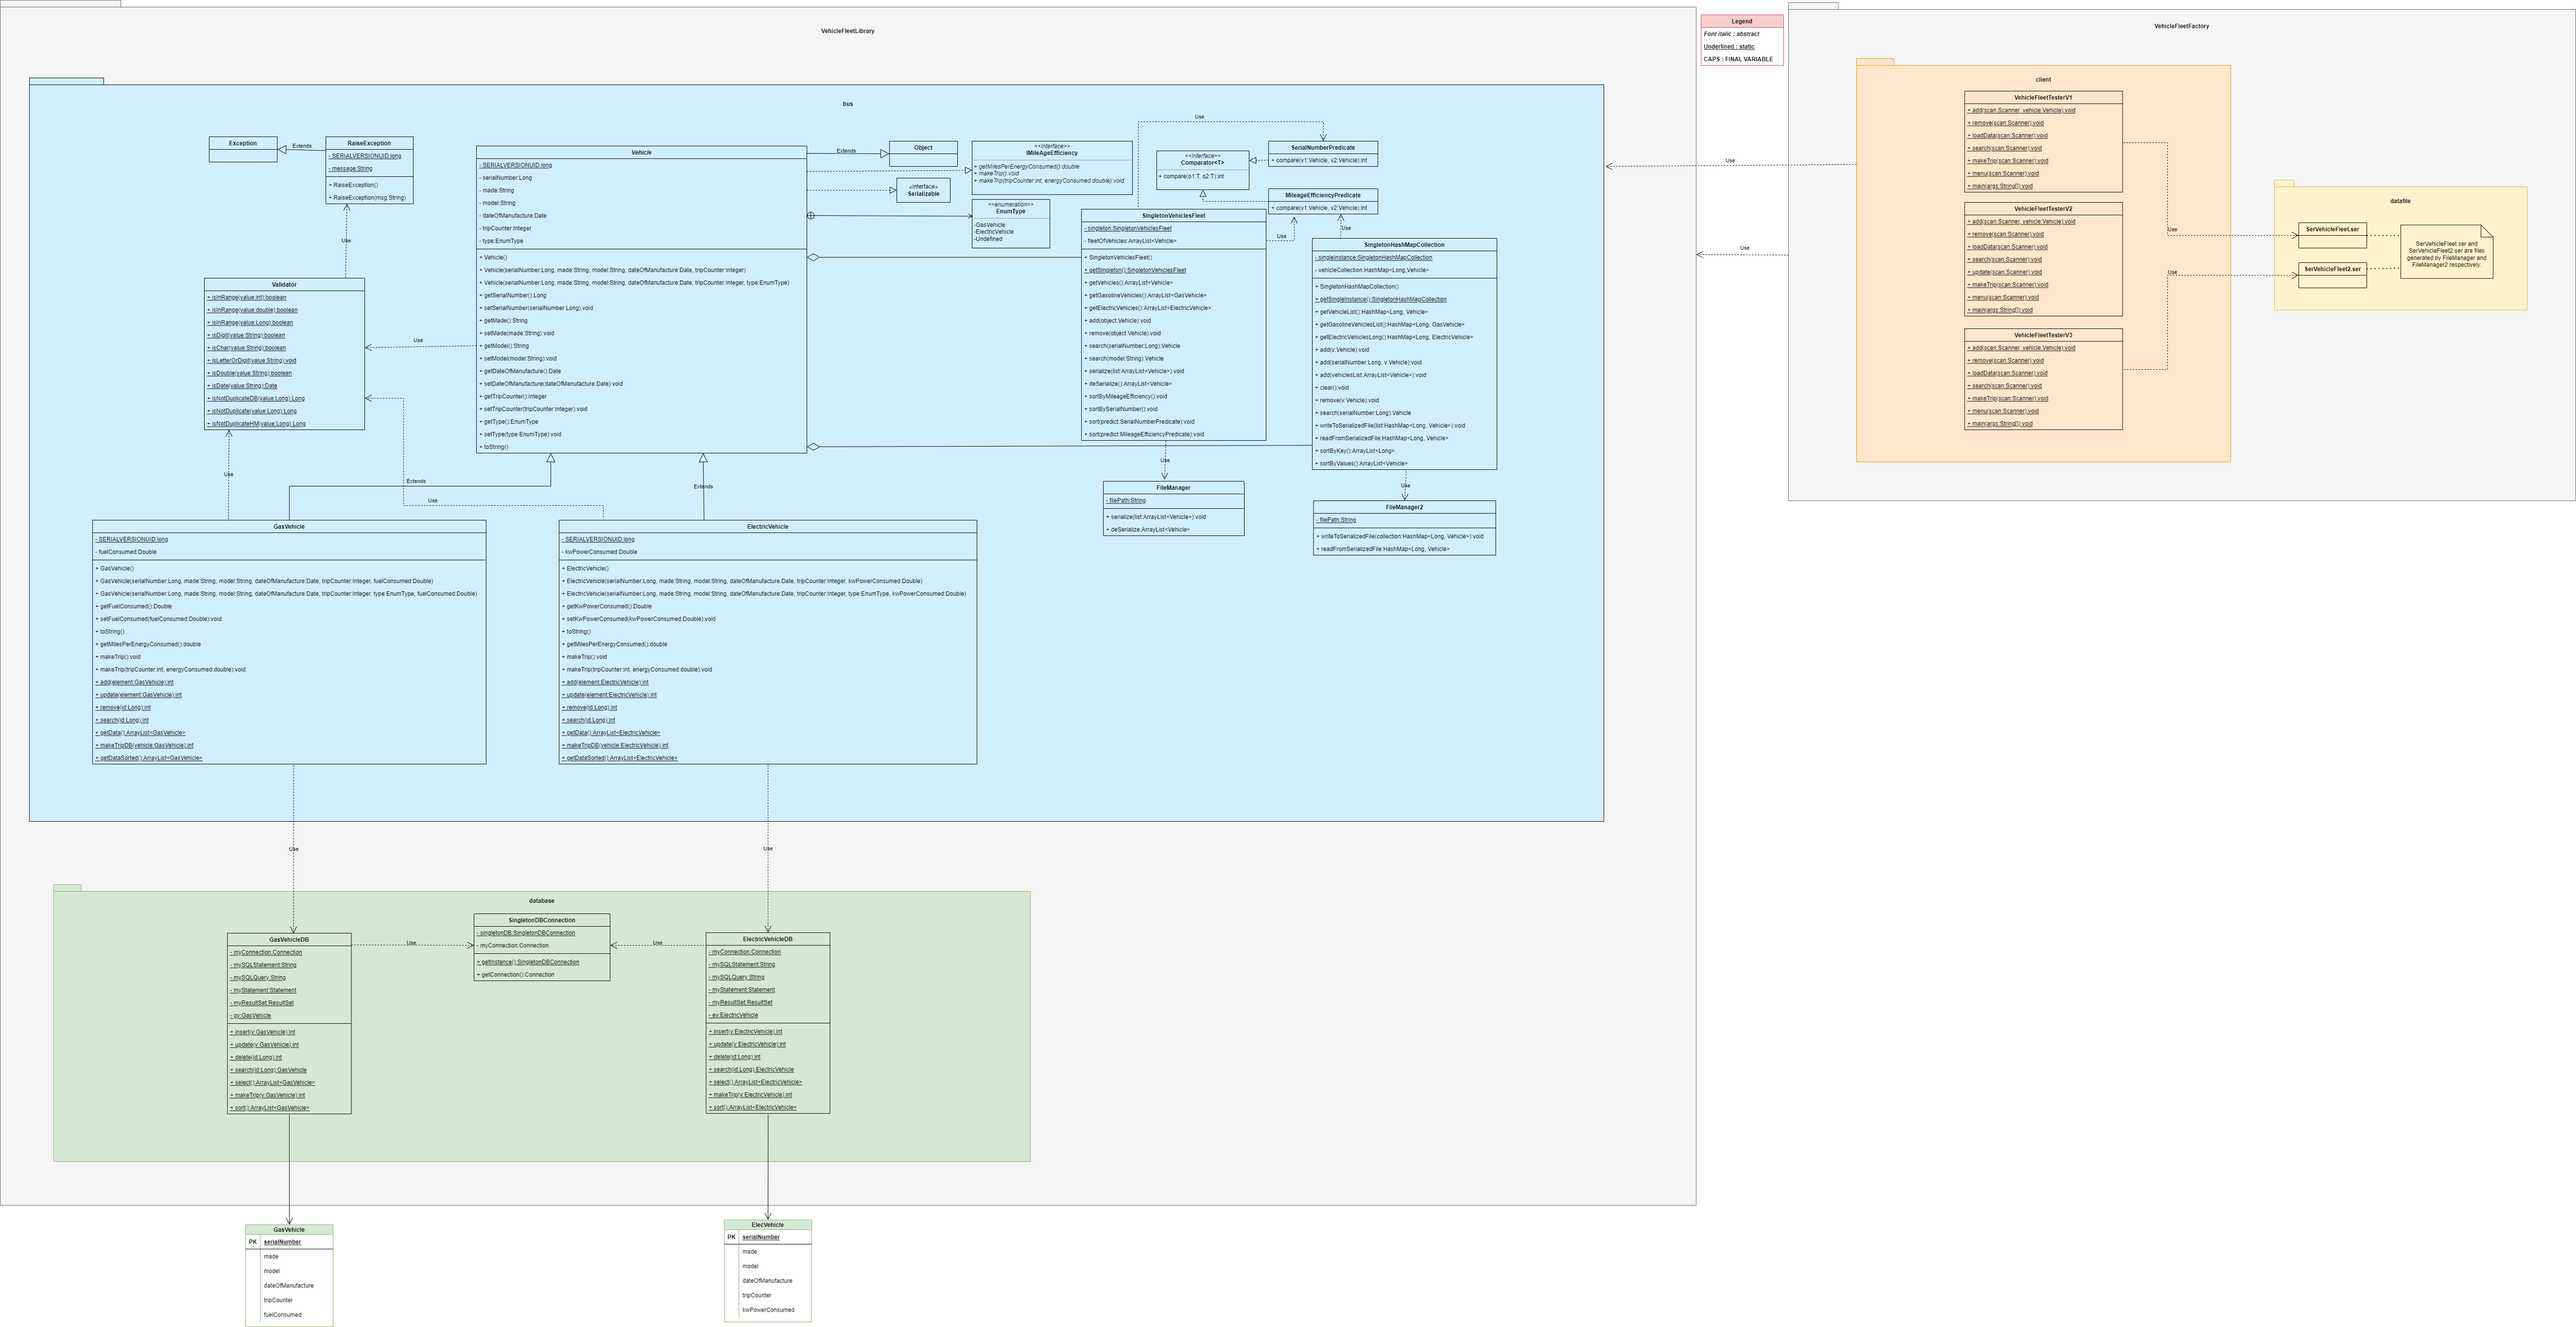 VehicleFleetLibrary
bus
Exception
Extends
RaiseException
- SERIALVERSIONUID:long
- message:String
+ RaiseException()
+ RaiseException(msg:String)
Use
Validator
+ isInRange(value:int):boolean
+ isInRange(value:double):boolean
+ isInRange(value:Long):boolean
+ isDigit(value:String):boolean
+ isChar(value:String):boolean
+ isLetterOrDigit(value:String):void
+ isDouble(value:String):boolean
+ isDate(value:String):Date
+ isNotDuplicateDB(value:Long):Long
+ isNotDuplicate(value:Long):Long
+ isNotDuplicateHM(value:Long):Long
Use
Use
Use
Extends
Extends
Vehicle
- SERIALVERSIONUID:long
- serialNumber:Long
- made:String
- model:String
- dateOfManufacture:Date
- tripCounter:Integer
- type:EnumType
+ Vehicle()
+ Vehicle(serialNumber:Long, made:String, model:String, dateOfManufacture:Date, tripCounter:Integer)
+ Vehicle(serialNumber:Long, made:String, model:String, dateOfManufacture:Date, tripCounter:Integer, type:EnumType)
+ getSerialNumber():Long
+ setSerialNumber(serialNumber:Long):void
+ getMade():String
+ setMade(made:String):void
+ getModel():String
+ setModel(model:String):void
+ getDateOfManufacture():Date
+ setDateOfManufacture(dateOfManufacture:Date):void
+ getTripCounter():Integer
+ setTripCounter(tripCounter:Integer):void
+ getType():EnumType
+ setType(type:EnumType):void
+ toString()
Extends
Object
<<interface>>
Serializable
<<interface>>
IMileAgeEfficiency
+ getMilesPerEnergyConsumed():double
+ makeTrip():void
+ makeTrip(tripCounter:int, energyConsumed:double):void
<<enumeration>>
EnumType
-GasVehicle
-ElectricVehicle
-Undefined
Use
<<interface>>
Comparator<T>
+ compare(o1:T, o2:T):int
SerialNumberPredicate
+ compare(v1:Vehicle, v2:Vehicle):int
MileageEfficiencyPredicate
+ compare(v1:Vehicle, v2:Vehicle):int
Use
Use
SingletonVehiclesFleet
- singleton:SingletonVehiclesFleet
- fleetOfVehicles:ArrayList<Vehicle>
+ SingletonVehiclesFleet()
+ getSingleton():SingletonVehiclesFleet
+ getVehicles():ArrayList<Vehicle>
+ getGasolineVehicles():ArrayList<GasVehicle>
+ getElectricVehicles():ArrayList<ElectricVehicle>
+ add(object:Vehicle):void
+ remove(object:Vehicle):void
+ search(serialNumber:Long):Vehicle
+ search(model:String):Vehicle
+ serialize(list:ArrayList<Vehicle>):void
+ deSerialize():ArrayList<Vehicle>
+ sortByMileageEfficiency():void
+ sortBySerialNumber():void
+ sort(predict:SerialNumberPredicate):void
+ sort(predict:MileageEfficiencyPredicate):void
Use
SingletonHashMapCollection
- singleInstance:SingletonHashMapCollection
- vehicleCollection:HashMap<Long,Vehicle>
+ SingletonHashMapCollection()
+ getSingleInstance():SingletonHashMapCollection
+ getVehicleList():HashMap<Long, Vehicle>
+ getGasolineVehiclesList():HashMap<Long, GasVehicle>
+ getElectricVehiclesLong():HashMap<Long, ElectricVehicle>
+ add(v:Vehicle):void
+ add(serialNumber:Long, v:Vehicle):void
+ add(vehiclesList:ArrayList<Vehicle>):void
+ clear():void
+ remove(v:Vehicle):void
+ search(serialNumber:Long):Vehicle
+ writeToSerializedFile(list:HashMap<Long, Vehicle>):void
+ readFromSerializedFile:HashMap<Long, Vehicle>
+ sortByKey():ArrayList<Long>
+ sortByValues():ArrayList<Vehicle>
Use
FileManager
- filePath:String
+ serialize(list:ArrayList<Vehicle>):void
+ deSerialize:ArrayList<Vehicle>
FileManager2
- filePath:String
+ writeToSerializedFile(collection:HashMap<Long, Vehicle>):void
+ readFromSerializedFile:HashMap<Long, Vehicle>
GasVehicle
- SERIALVERSIONUID:long
- fuelConsumed:Double
+ GasVehicle()
+ GasVehicle(serialNumber:Long, made:String, model:String, dateOfManufacture:Date, tripCounter:Integer, fuelConsumed:Double)
+ GasVehicle(serialNumber:Long, made:String, model:String, dateOfManufacture:Date, tripCounter:Integer, type:EnumType, fuelConsumed:Double)
+ getFuelConsumed():Double
+ setFuelConsumed(fuelConsumed:Double):void
+ toString()
+ getMilesPerEnergyConsumed():double
+ makeTrip():void
+ makeTrip(tripCounter:int, energyConsumed:double):void
+ add(element:GasVehicle):int
+ update(element:GasVehicle):int
+ remove(id:Long):int
+ search(id:Long):int
+ getData():ArrayList<GasVehicle>
+ makeTripDB(vehicle:GasVehicle):int
+ getDataSorted():ArrayList<GasVehicle>
ElectricVehicle
- SERIALVERSIONUID:long
- kwPowerConsumed:Double
+ ElectricVehicle()
+ ElectricVehicle(serialNumber:Long, made:String, model:String, dateOfManufacture:Date, tripCounter:Integer, kwPowerConsumed:Double)
+ ElectricVehicle(serialNumber:Long, made:String, model:String, dateOfManufacture:Date, tripCounter:Integer, type:EnumType, kwPowerConsumed:Double)
+ getKwPowerConsumed():Double
+ setKwPowerConsumed(kwPowerConsumed:Double):void
+ toString()
+ getMilesPerEnergyConsumed():double
+ makeTrip():void
+ makeTrip(tripCounter:int, energyConsumed:double):void
+ add(element:ElectricVehicle):int
+ update(element:ElectricVehicle):int
+ remove(id:Long):int
+ search(id:Long):int
+ getData():ArrayList<ElectricVehicle>
+ makeTripDB(vehicle:ElectricVehicle):int
+ getDataSorted():ArrayList<ElectricVehicle>
Use
Use
database
GasVehicleDB
- myConnection:Connection
- mySQLStatement:String
- mySQLQuery:String
- myStatement:Statement
- myResultSet:ResultSet
- gv:GasVehicle
+ insert(v:GasVehicle):int
+ update(v:GasVehicle):int
+ delete(id:Long):int
+ search(id:Long):GasVehicle
+ select():ArrayList<GasVehicle>
+ makeTrip(v:GasVehicle):int
+ sort():ArrayList<GasVehicle>
Use
SingletonDBConnection
- singletonDB:SingletonDBConnection
- myConnection:Connection
+ getInstance():SingletonDBConnection
+ getConnection():Connection
Use
ElectricVehicleDB
- myConnection:Connection
- mySQLStatement:String
- mySQLQuery:String
- myStatement:Statement
- myResultSet:ResultSet
- ev:ElectricVehicle
+ insert(v:ElectricVehicle):int
+ update(v:ElectricVehicle):int
+ delete(id:Long):int
+ search(id:Long):ElectricVehicle
+ select():ArrayList<ElectricVehicle>
+ makeTrip(v:ElectricVehicle):int
+ sort():ArrayList<ElectricVehicle>
GasVehicle
PK serialNumber
made
model
dateOfManufacture
tripCounter
fuelConsumed
ElecVehicle
PK serialNumber
made
model
dateOfManufacture
tripCounter
kwPowerConsumed
Legend
Font italic : abstract
Underlined : static
CAPS : FINAL VARIABLE
Use
Use
VehicleFleetFactory
client
VehicleFleetTesterV1
+ add(scan:Scanner, vehicle:Vehicle):void
+ remove(scan:Scanner):void
+ loadData(scan:Scanner):void
+ search(scan:Scanner):void
+ makeTrip(scan:Scanner):void
+ menu(scan:Scanner):void
+ main(args:String[]):void
VehicleFleetTesterV2
+ add(scan:Scanner, vehicle:Vehicle):void
+ remove(scan:Scanner):void
+ loadData(scan:Scanner):void
+ search(scan:Scanner):void
+ update(scan:Scanner):void
+ makeTrip(scan:Scanner):void
+ menu(scan:Scanner):void
+ main(args:String[]):void
VehicleFleetTesterV3
+ add(scan:Scanner, vehicle:Vehicle):void
+ remove(scan:Scanner):void
+ loadData(scan:Scanner):void
+ search(scan:Scanner):void
+ makeTrip(scan:Scanner):void
+ menu(scan:Scanner):void
+ main(args:String[]):void
Use
Use
datafile
SerVehicleFleet.ser
SerVehicleFleet2.ser
SerVehicleFleet.ser and
SerVehicleFleet2.ser are files
generated by FileManager and
FileManager2 respectively.